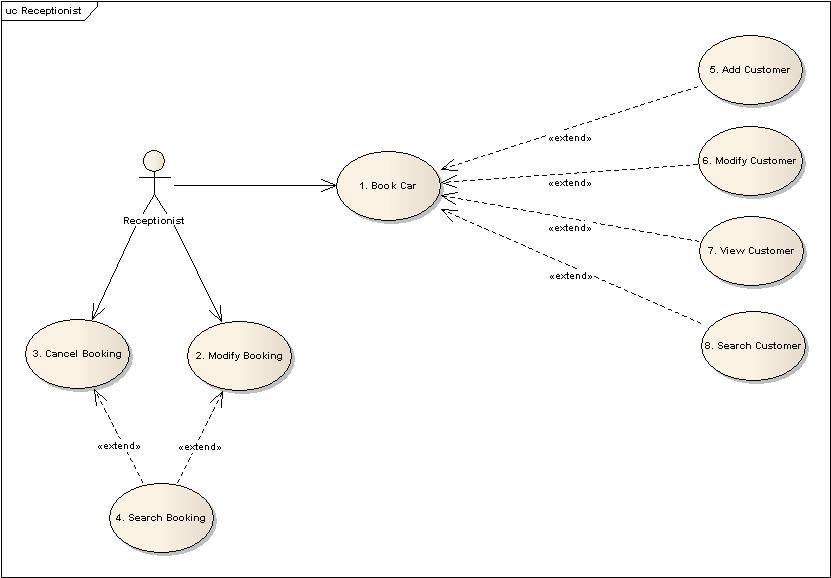 uc Receptionist
5. Add Customer
«extend»
6. Modify Customer
1. Book Car
«extend»
Receptionist
«extend»
7. View Customer
«extend»
8. Search Customer
3. Cancel Booking
2. Modify Booking
«extend»
«extend»
4. Search Booking